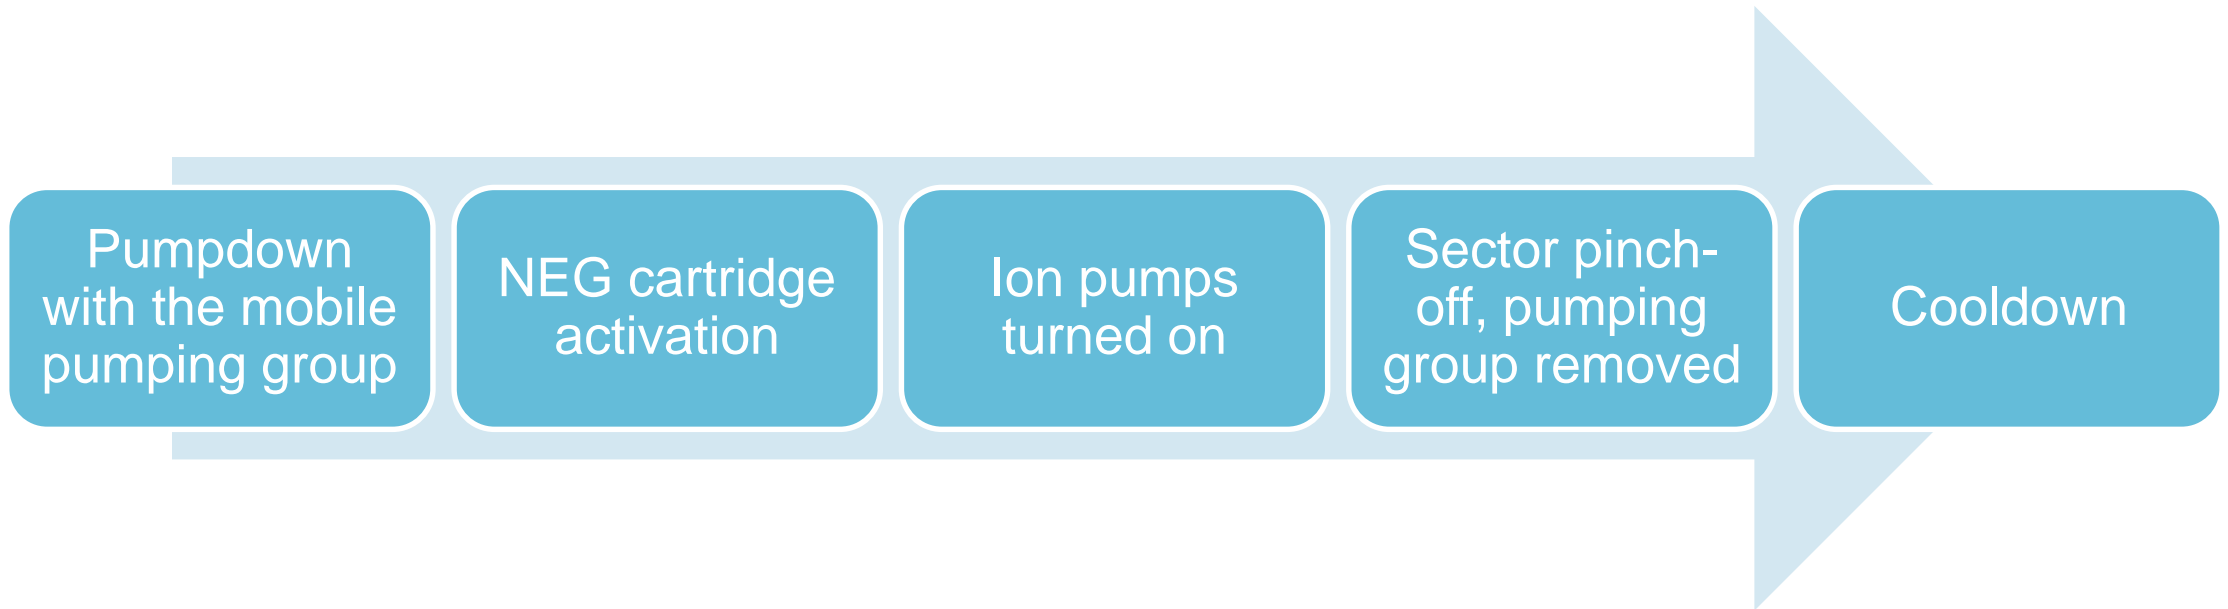 Pumpdown
with the mobile
pumping group
NEG cartridge
activation
Ion pumps
turned on
Sector pinch-
off, pumping
group removed
Cooldown